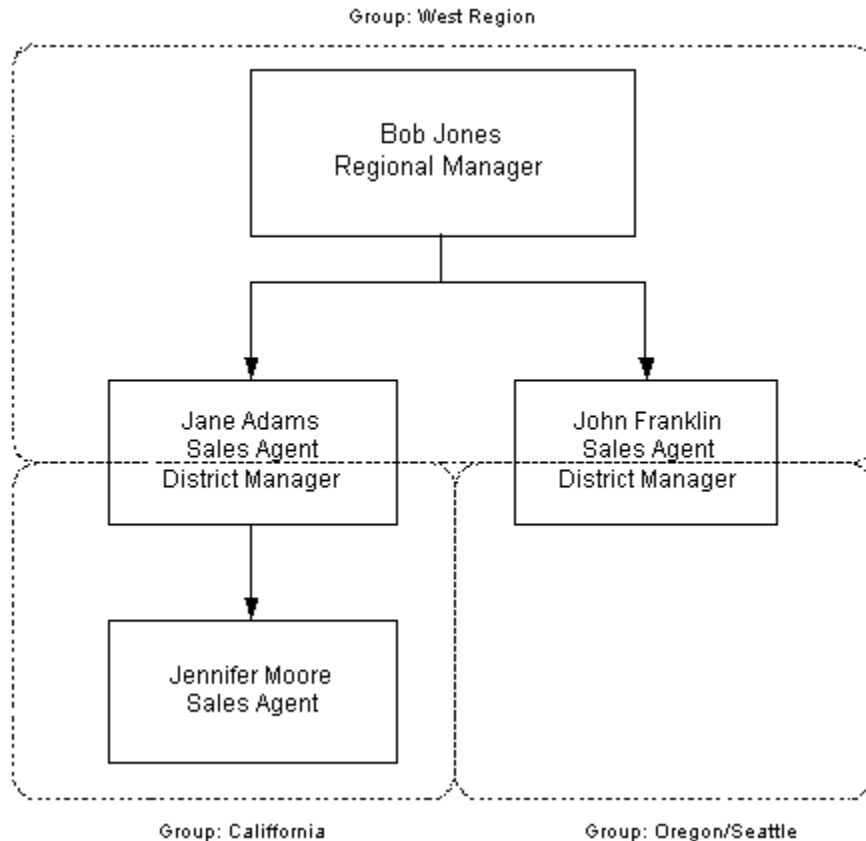 Group: West Region
Bob Jones
Regional Manager
Jane Adams
Sales Agent
District Manager
John Franklin
Sales Agent
District Manager
Jennifer Moore
Sales Agent
Group: Califfornia
Group: Oregon/Seattle